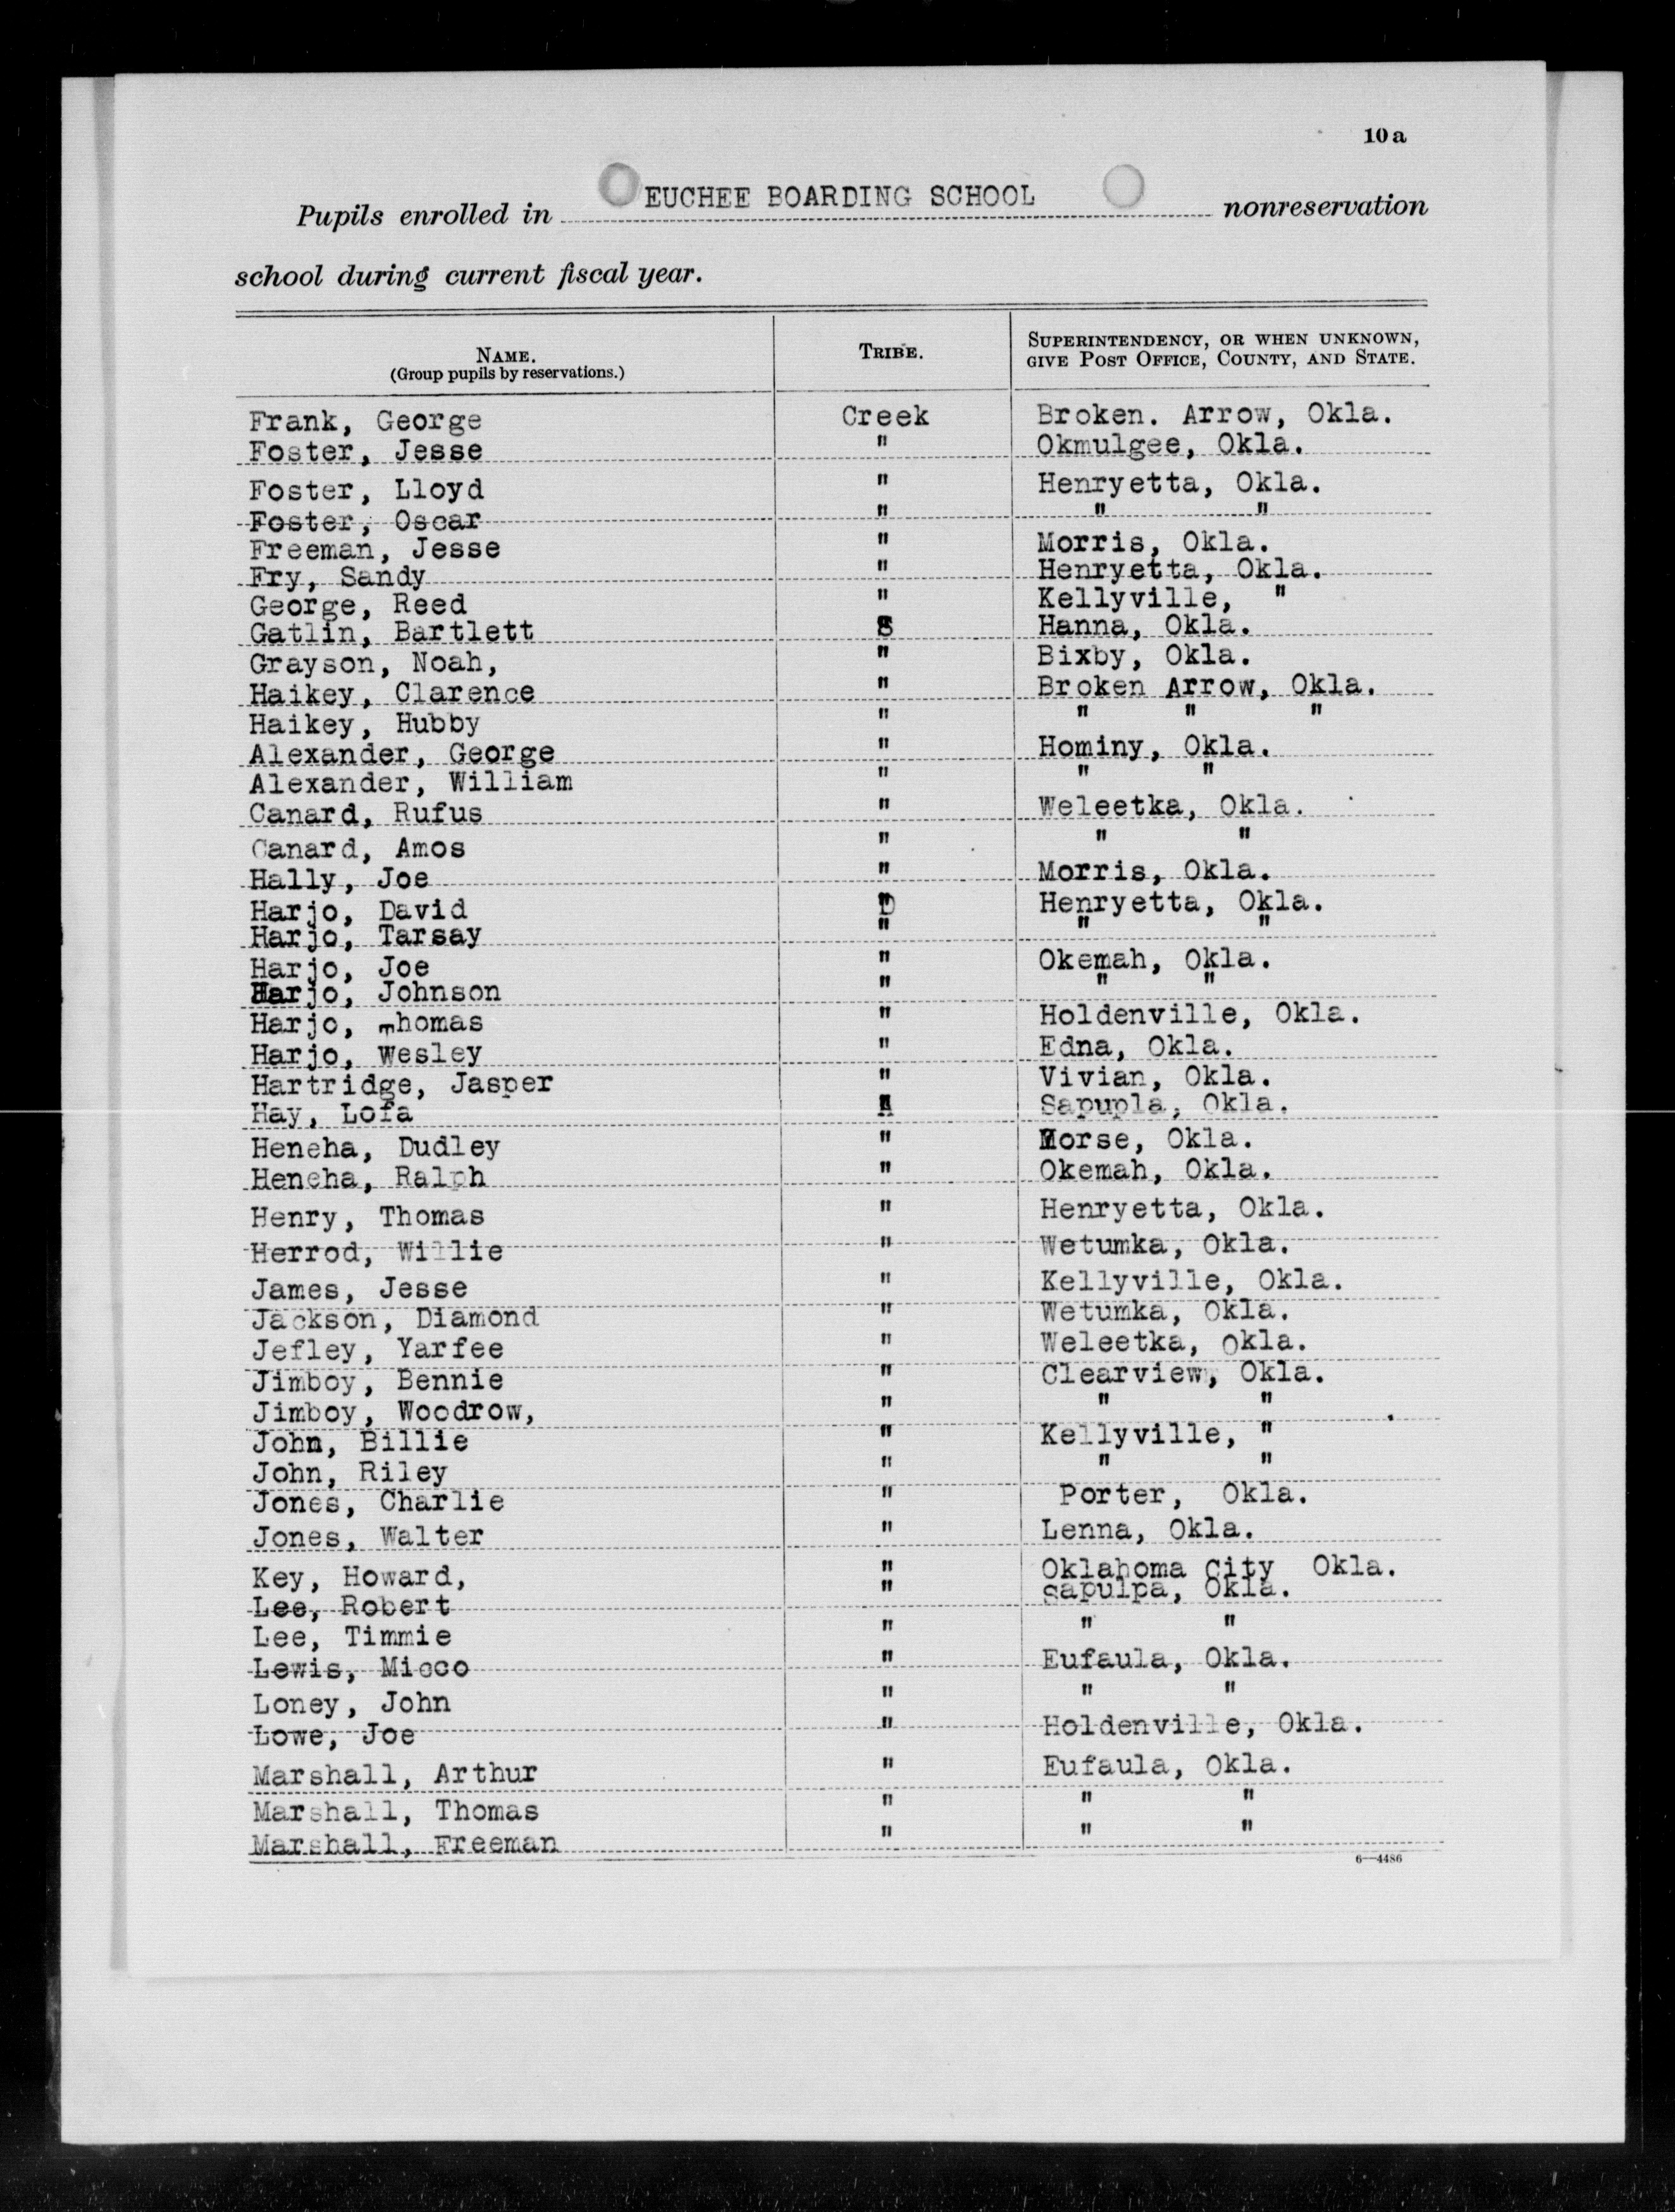 10 a
Pupils enrolled in EUCHEE BOARDING SCHOOL nonreservation
school during current fiscal year.
NAME. (Group pupils by reservations.) TRIBE. SUPERINTENDENCY, OR WHEN UNKNOWN, GIVE POST OFFICE, COUNTY, AND STATE.
Frank, George Creek Broken. Arrow, Okla.
Foster, Jesse " Okmulgee, Okla.
Foster, Lloyd " Henryetta, Okla.
Foster, Oscar " " "
Freeman, Jesse " Morris, Okla.
Fry, Sandy " Henryetta, Okla.
George, Reed " Kellyville, "
Gatlin, Bartlett " Hanna, Okla.
Grayson, Noah, " Bixby, Okla.
Haikey, Clarence " Broken Arrow, Okla.
Haikey, Hubby " " " "
Alexander, George " Hominy, Okla.
Alexander, William " " "
Canard, Rufus " Weleetka, Okla.
Canard, Amos " " "
Hally, Joe " Morris, Okla.
Harjo, David " Henryetta, Okla.
Harjo, Tarsay " " "
Harjo, Joe " Okemah, Okla.
Harjo, Johnson " " "
Harjo, Thomas " Holdenville, Okla.
Harjo, Wesley " Edna, Okla.
Hartridge, Jasper " Vivian, Okla.
Hay, Lofa " Sapupla, Okla.
Heneha, Dudley " Morse, Okla.
Heneha, Ralph " Okemah, Okla.
Henry, Thomas " Henryetta, Okla.
Herrod, Willie " Wetumka, Okla.
James, Jesse " Kellyville, Okla.
Jackson, Diamond " Wetumka, Okla.
Jefley, Yarfee " Weleetka, Okla.
Jimboy, Bennie " Clearview, Okla.
Jimboy, Woodrow, " " "
John, Billie " Kellyville, "
John, Riley " " "
Jones, Charlie " Porter, Okla.
Jones, Walter " Lenna, Okla.
Key, Howard, " Oklahoma City Okla.
Lee, Robert " Sapulpa, Okla.
Lee, Timmie " " "
Lewis, Micco " Eufaula, Okla.
Loney, John " " "
Lowe, Joe " Holdenville, Okla.
Marshall, Arthur " Eufaula, Okla.
Marshall, Thomas " " "
Marshall, Freeman " " "
6—4486